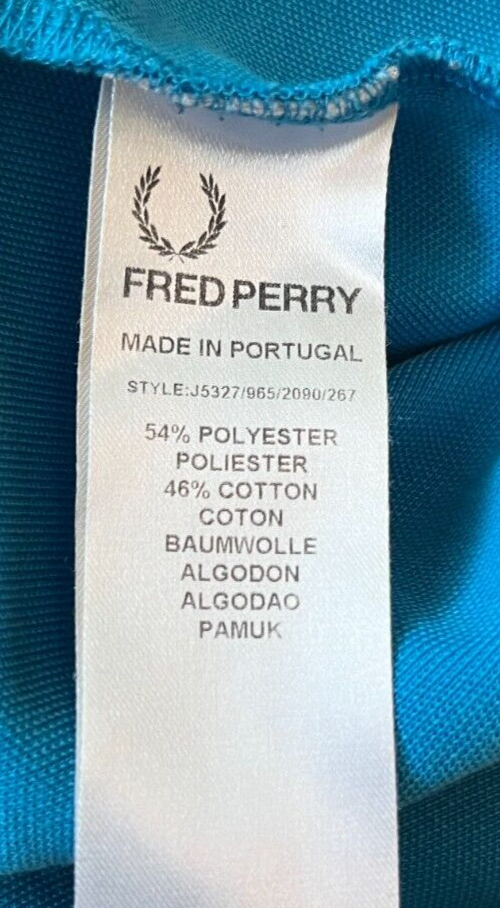 FRED PERRY
MADE IN PORTUGAL
STYLE:J5327/965/2090/267
54% POLYESTER
POLIESTER
46% COTTON
COTON
BAUMWOLLE
ALGODON
ALGODAO
PAMUK